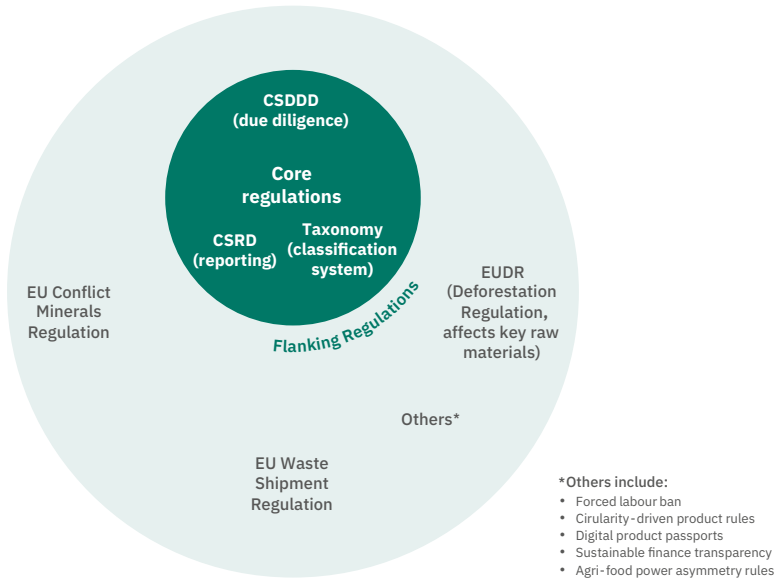 CSDDD
(due diligence)
Core
regulations
CSRD
(reporting)
Taxonomy
(classification
system)
Flanking Regulations
EU Conflict
Minerals
Regulation
EUDR
(Deforestation
Regulation,
affects key raw
materials)
Others*
EU Waste
Shipment
Regulation
*Others include:
• Forced labour ban
• Cirularity-driven product rules
• Digital product passports
• Sustainable finance transparency
• Agri-food power asymmetry rules